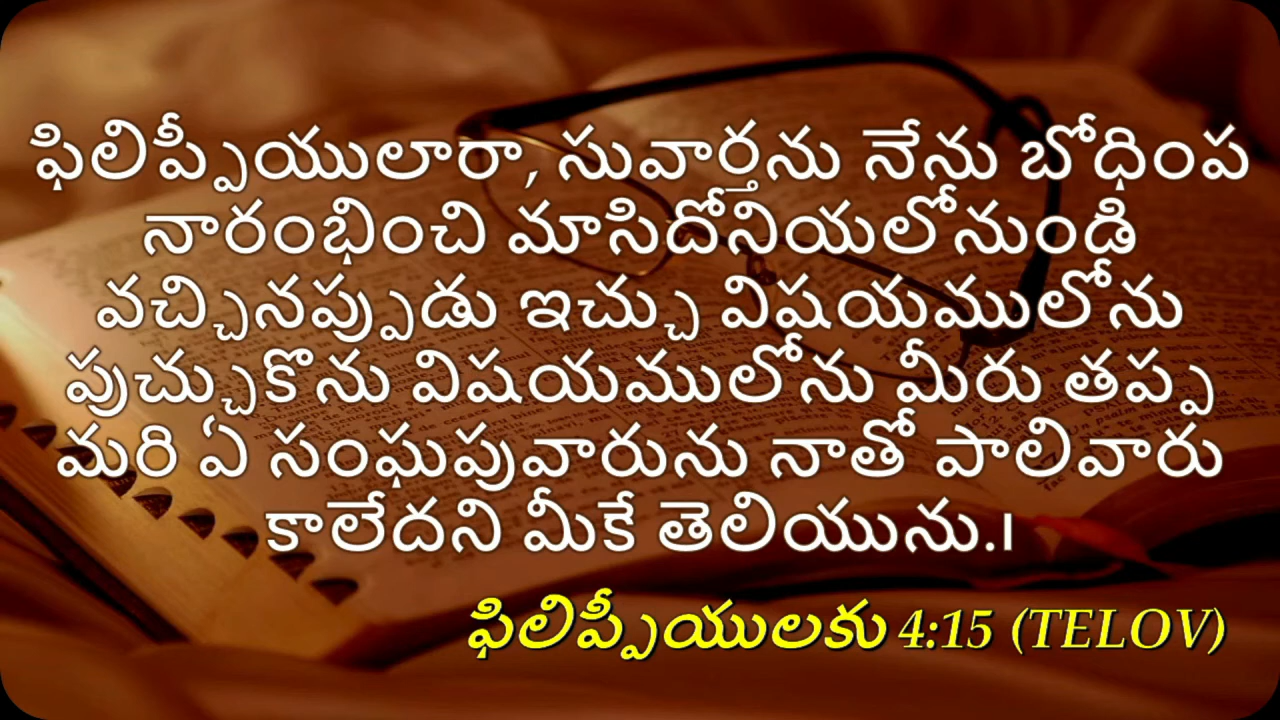 ఫిలిప్పీయులారా, సువార్తను నేను బోధింప
నారంభించి మాసిదోనియలోనుండి
వచ్చినప్పుడు ఇచ్చు విషయములోను
పుచ్చుకొను విషయములోను మీరు తప్ప
మరి ఏ సంఘపువారును నాతో పాలివారు
కాలేదని మీకే తెలియును.।
ఫిలిప్పీయులకు 4:15 (TELOV)